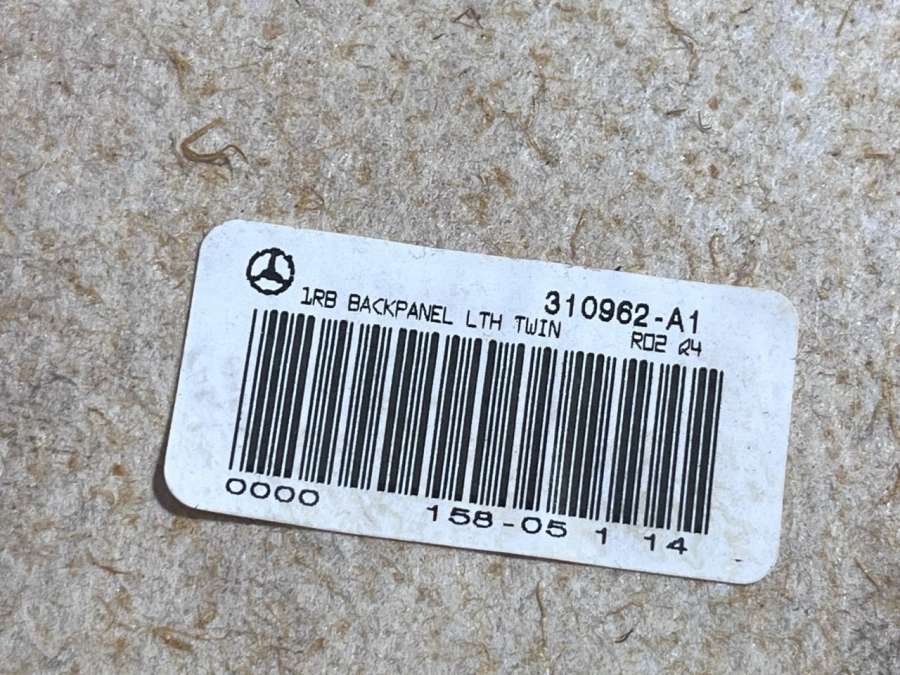 310962-A1
1RB BACKPANEL LTH TWIN R02 Q4
0000 158-05 1 14